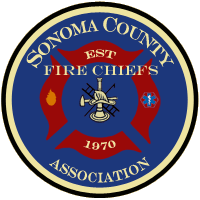 SONOMA COUNTY
EST
FIRE CHIEFS
1970
ASSOCIATION